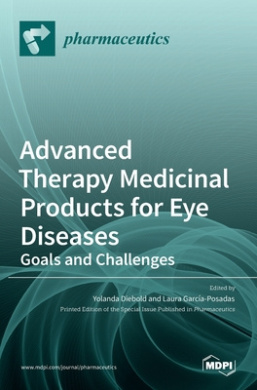 pharmaceutics
Advanced
Therapy Medicinal
Products for Eye
Diseases
Goals and Challenges
Edited by
Yolanda Diebold and Laura García-Posadas
Printed Edition of the Special Issue Published in Pharmaceutics
www.mdpi.com/journal/pharmaceutics
MDPI